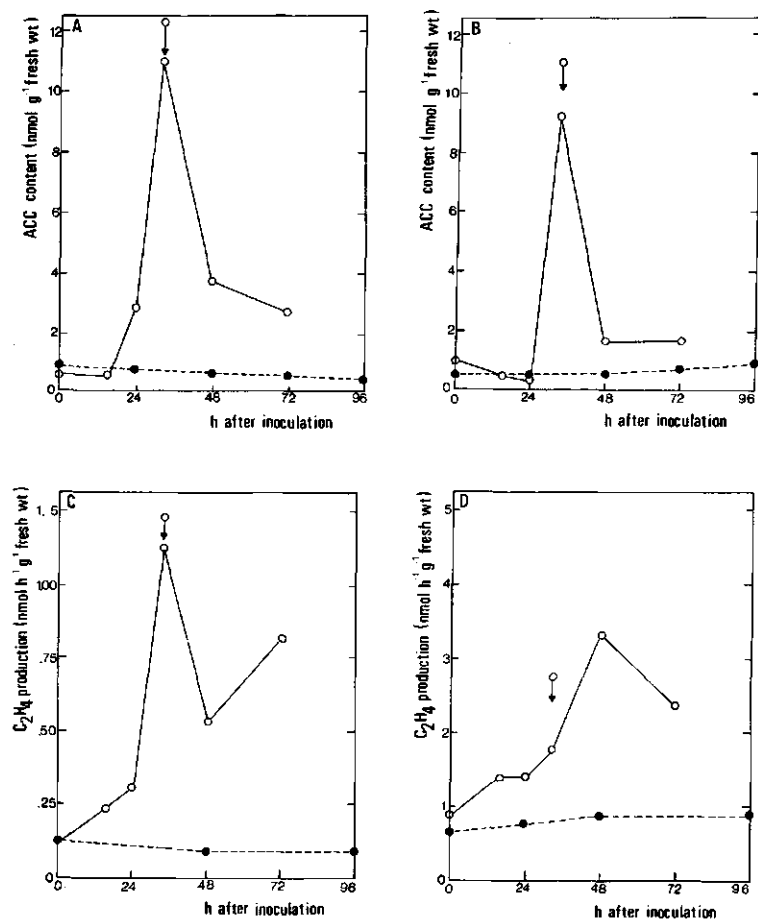 A
ACC content (nmol g⁻¹ fresh wt)
12
10
8
6
4
2
0
0 24 48 72 96
h after inoculation
B
ACC content (nmol g⁻¹ fresh wt)
12
10
8
6
4
2
0
0 24 48 72 96
h after inoculation
C
C₂H₄ production (nmol h⁻¹ g⁻¹ fresh wt)
1.5
1.00
.75
.50
.25
0
0 24 48 72 96
h after inoculation
D
C₂H₄ production (nmol h⁻¹ g⁻¹ fresh wt)
5
4
3
2
1
0
0 24 48 72 96
h after inoculation